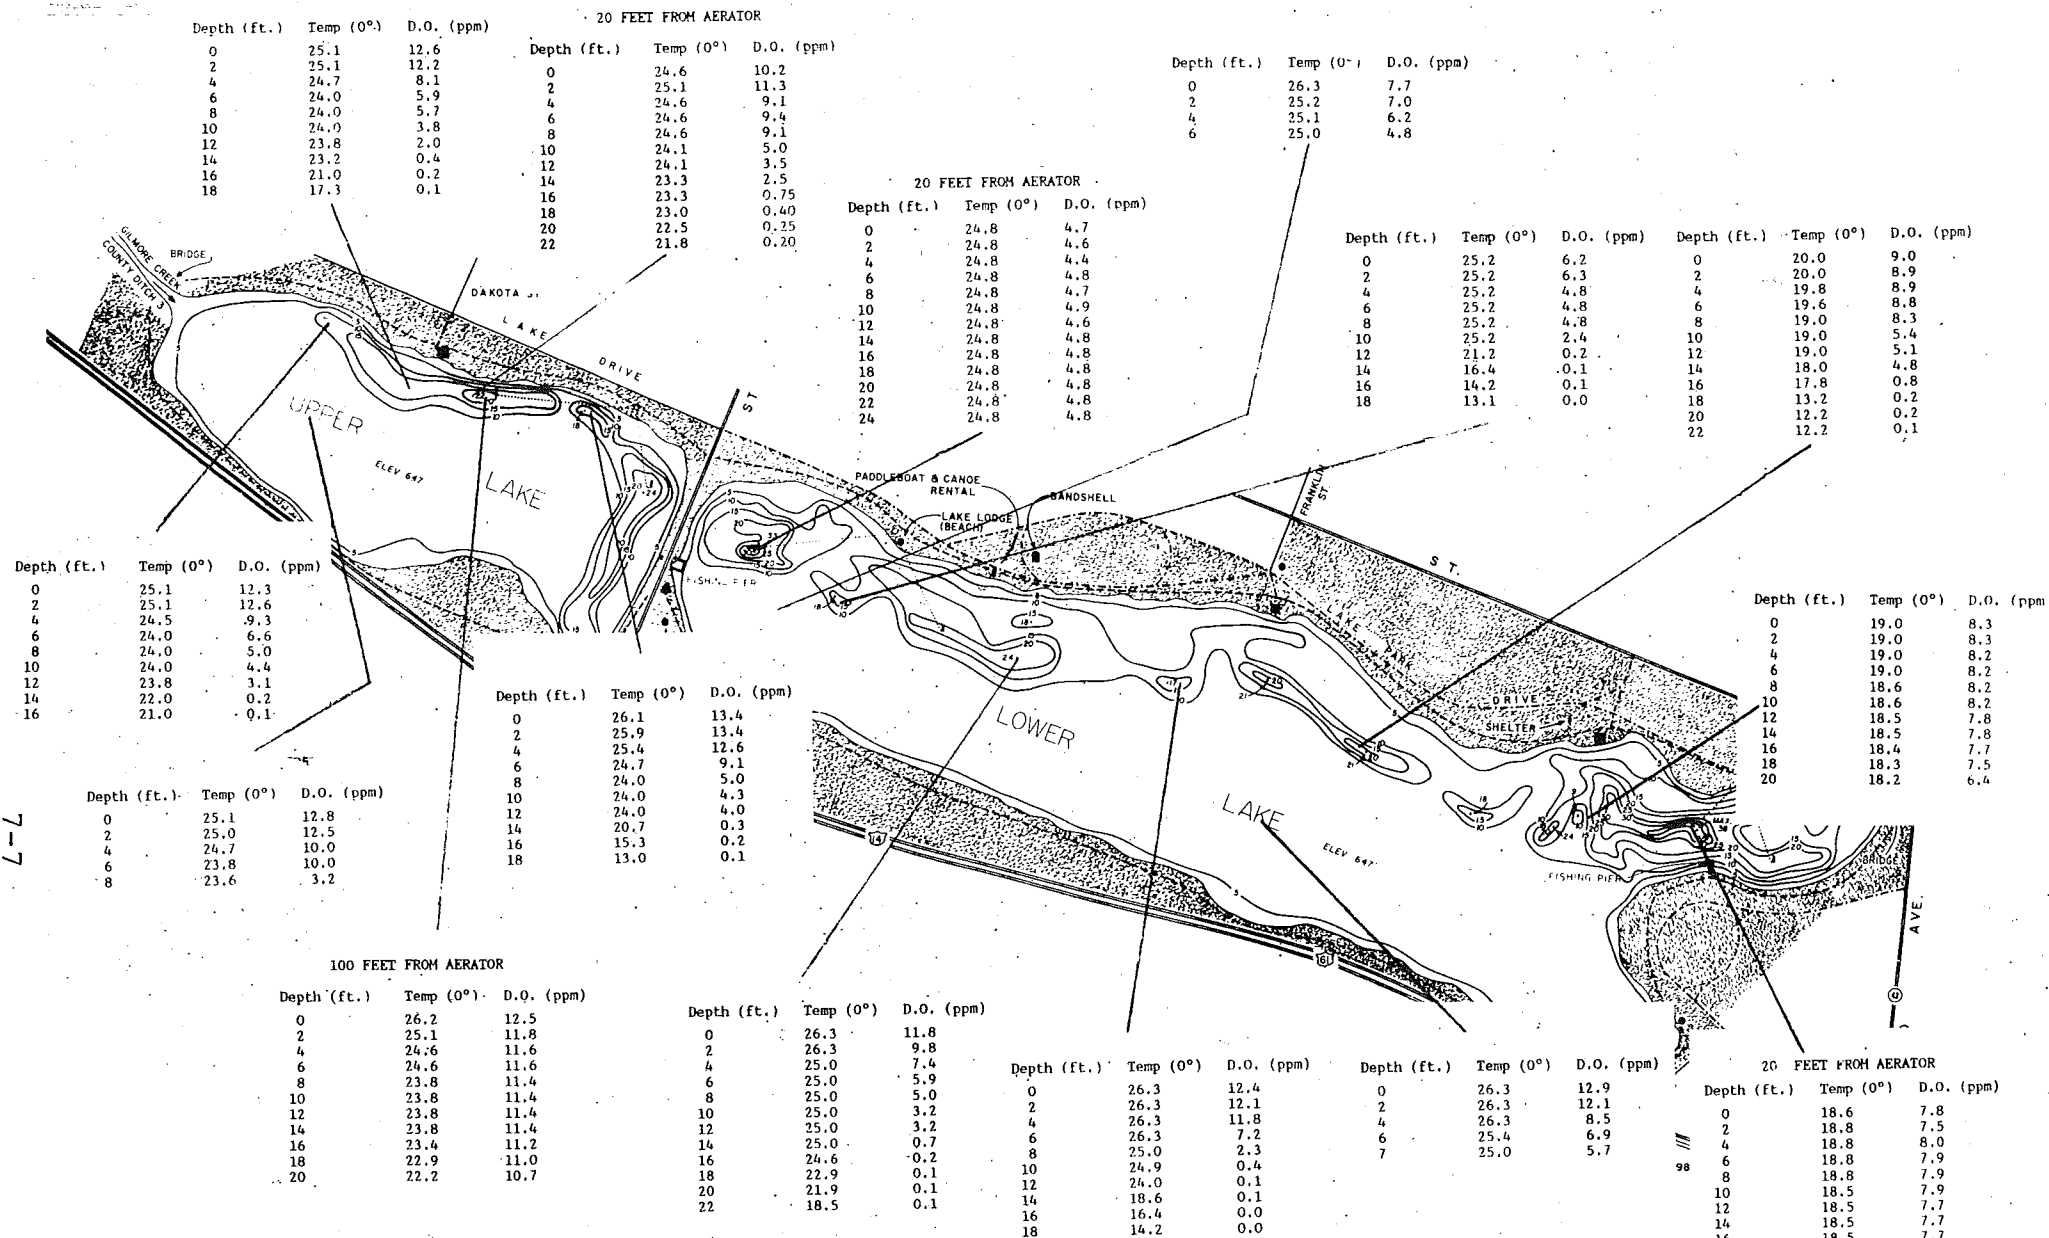 Depth (ft.) Temp (0°) D.O. (ppm)
0 25.1 12.6
2 25.1 12.2
4 24.7 8.1
6 24.0 5.9
8 24.0 5.7
10 24.0 3.8
12 23.8 2.0
14 23.2 0.4
16 21.0 0.2
18 17.3 0.1
20 FEET FROM AERATOR
Depth (ft.) Temp (0°) D.O. (ppm)
0 24.6 10.2
2 25.1 11.3
4 24.6 9.1
6 24.6 9.4
8 24.6 9.1
10 24.1 5.0
12 24.1 3.5
14 23.3 2.5
16 23.3 0.75
18 23.0 0.40
20 22.5 0.25
22 21.8 0.20
Depth (ft.) Temp (0°) D.O. (ppm)
0 26.3 7.7
2 25.2 7.0
4 25.1 6.2
6 25.0 4.8
20 FEET FROM AERATOR
Depth (ft.) Temp (0°) D.O. (ppm)
0 24.8 4.7
2 24.8 4.6
4 24.8 4.4
6 24.8 4.8
8 24.8 4.7
10 24.8 4.9
12 24.8 4.6
14 24.8 4.8
16 24.8 4.8
18 24.8 4.8
20 24.8 4.8
22 24.8 4.8
24 24.8 4.8
Depth (ft.) Temp (0°) D.O. (ppm)
0 25.2 6.2
2 25.2 6.3
4 25.2 4.8
6 25.2 4.8
8 25.2 4.8
10 25.2 2.4
12 21.2 0.2
14 16.4 0.1
16 14.2 0.1
18 13.1 0.0
Depth (ft.) Temp (0°) D.O. (ppm)
0 20.0 9.0
2 20.0 8.9
4 19.8 8.9
6 19.6 8.8
8 19.0 8.3
10 19.0 5.4
12 19.0 5.1
14 18.0 4.8
16 17.8 0.8
18 13.2 0.2
20 12.2 0.2
22 12.2 0.1
GILMORE CREEK
COUNTY DITCH 3
BRIDGE
DAKOTA ST
LAKE DRIVE
ST
UPPER
LAKE
ELEV 647
PADDLEBOAT & CANOE
RENTAL
LAKE LODGE
(BEACH)
BANDSHELL
FRANKLIN
ST.
ST.
FISHING PIER
LAKE PARK
DRIVE
SHELTER
LOWER
LAKE
ELEV 647
FISHING PIER
BRIDGE
AVE.
61
Depth (ft.) Temp (0°) D.O. (ppm)
0 25.1 12.3
2 25.1 12.6
4 24.5 9.3
6 24.0 6.6
8 24.0 5.0
10 24.0 4.4
12 23.8 3.1
14 22.0 0.2
16 21.0 0.1
Depth (ft.) Temp (0°) D.O. (ppm)
0 25.1 12.8
2 25.0 12.5
4 24.7 10.0
6 23.8 10.0
8 23.6 3.2
Depth (ft.) Temp (0°) D.O. (ppm)
0 26.1 13.4
2 25.9 13.4
4 25.4 12.6
6 24.7 9.1
8 24.0 5.0
10 24.0 4.3
12 24.0 4.0
14 20.7 0.3
16 15.3 0.2
18 13.0 0.1
Depth (ft.) Temp (0°) D.O. (ppm
0 19.0 8.3
2 19.0 8.3
4 19.0 8.2
6 19.0 8.2
8 18.6 8.2
10 18.6 8.2
12 18.5 7.8
14 18.5 7.8
16 18.4 7.7
18 18.3 7.5
20 18.2 6.4
100 FEET FROM AERATOR
Depth (ft.) Temp (0°) D.O. (ppm)
0 26.2 12.5
2 25.1 11.8
4 24.6 11.6
6 24.6 11.6
8 23.8 11.4
10 23.8 11.4
12 23.8 11.4
14 23.8 11.4
16 23.4 11.2
18 22.9 11.0
20 22.2 10.7
Depth (ft.) Temp (0°) D.O. (ppm)
0 26.3 11.8
2 26.3 9.8
4 25.0 7.4
6 25.0 5.9
8 25.0 5.0
10 25.0 3.2
12 25.0 3.2
14 25.0 0.7
16 24.6 0.2
18 22.9 0.1
20 21.9 0.1
22 18.5 0.1
Depth (ft.) Temp (0°) D.O. (ppm)
0 26.3 12.4
2 26.3 12.1
4 26.3 11.8
6 26.3 7.2
8 25.0 2.3
10 24.9 0.4
12 24.0 0.1
14 18.6 0.1
16 16.4 0.0
18 14.2 0.0
Depth (ft.) Temp (0°) D.O. (ppm)
0 26.3 12.9
2 26.3 12.1
4 26.3 8.5
6 25.4 6.9
7 25.0 5.7
98
20 FEET FROM AERATOR
Depth (ft.) Temp (0°) D.O. (ppm)
0 18.6 7.8
2 18.8 7.5
4 18.8 8.0
6 18.8 7.9
8 18.8 7.9
10 18.5 7.9
12 18.5 7.7
14 18.5 7.7
16 18.5 7.7
7-7